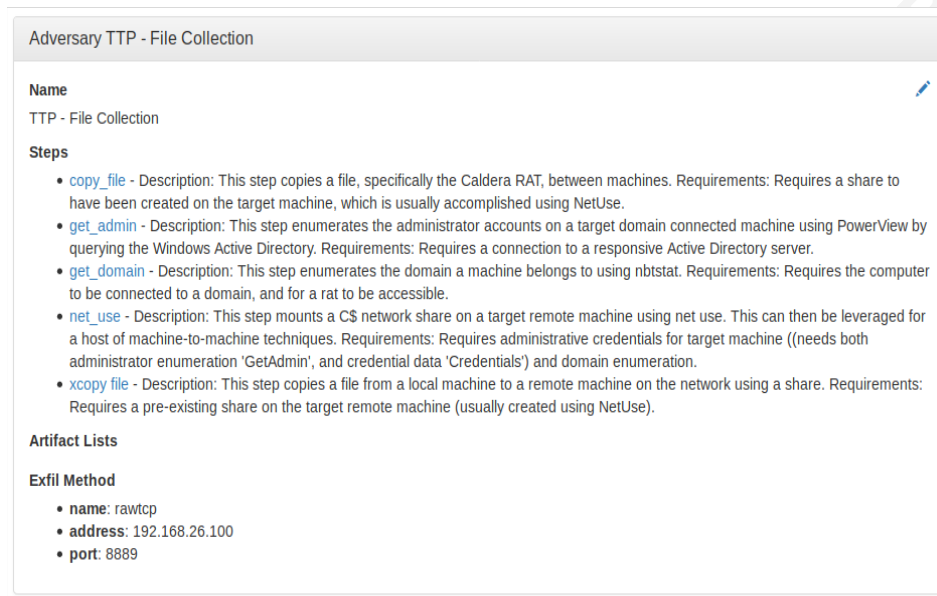 Adversary TTP - File Collection
Name
TTP - File Collection
Steps
• copy_file - Description: This step copies a file, specifically the Caldera RAT, between machines. Requirements: Requires a share to
have been created on the target machine, which is usually accomplished using NetUse.
• get_admin - Description: This step enumerates the administrator accounts on a target domain connected machine using PowerView by
querying the Windows Active Directory. Requirements: Requires a connection to a responsive Active Directory server.
• get_domain - Description: This step enumerates the domain a machine belongs to using nbtstat. Requirements: Requires the computer
to be connected to a domain, and for a rat to be accessible.
• net_use - Description: This step mounts a C$ network share on a target remote machine using net use. This can then be leveraged for
a host of machine-to-machine techniques. Requirements: Requires administrative credentials for target machine ((needs both
administrator enumeration 'GetAdmin', and credential data 'Credentials') and domain enumeration.
• xcopy file - Description: This step copies a file from a local machine to a remote machine on the network using a share. Requirements:
Requires a pre-existing share on the target remote machine (usually created using NetUse).
Artifact Lists
Exfil Method
• name: rawtcp
• address: 192.168.26.100
• port: 8889